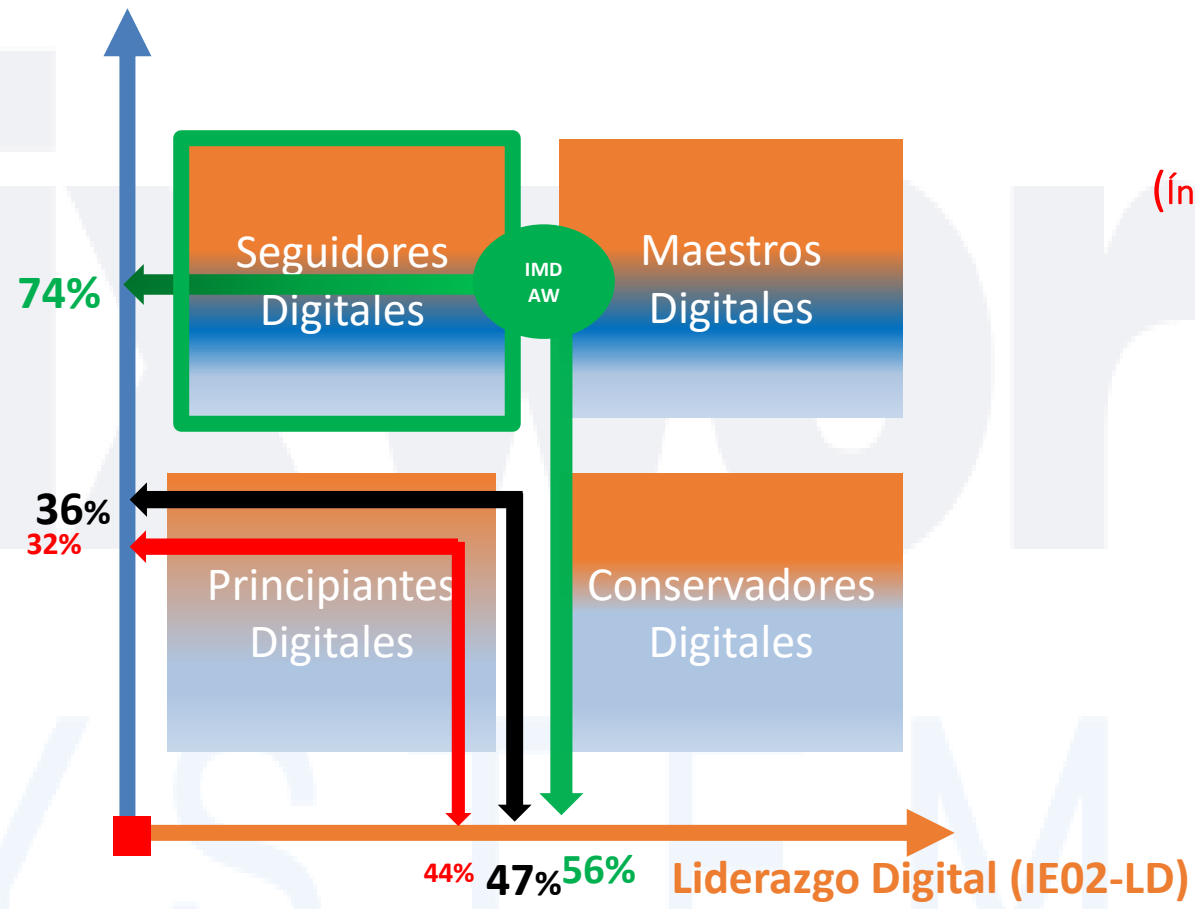 (Ín
Seguidores
Digitales
Maestros
Digitales
IMD
AW
74%
36%
32%
Principiantes
Digitales
Conservadores
Digitales
44% 47% 56%
Liderazgo Digital (IE02-LD)